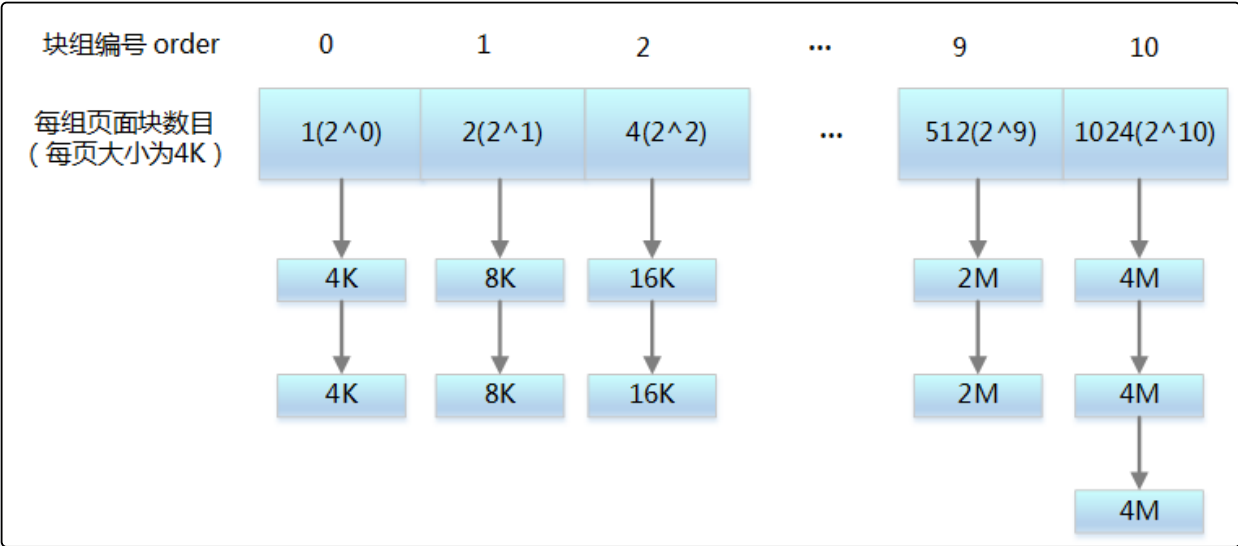 块组编号 order 0 1 2 ... 9 10
每组页面块数目
（每页大小为4K）
1(2^0) 2(2^1) 4(2^2) ... 512(2^9) 1024(2^10)
4K 8K 16K 2M 4M
4K 8K 16K 2M 4M
4M